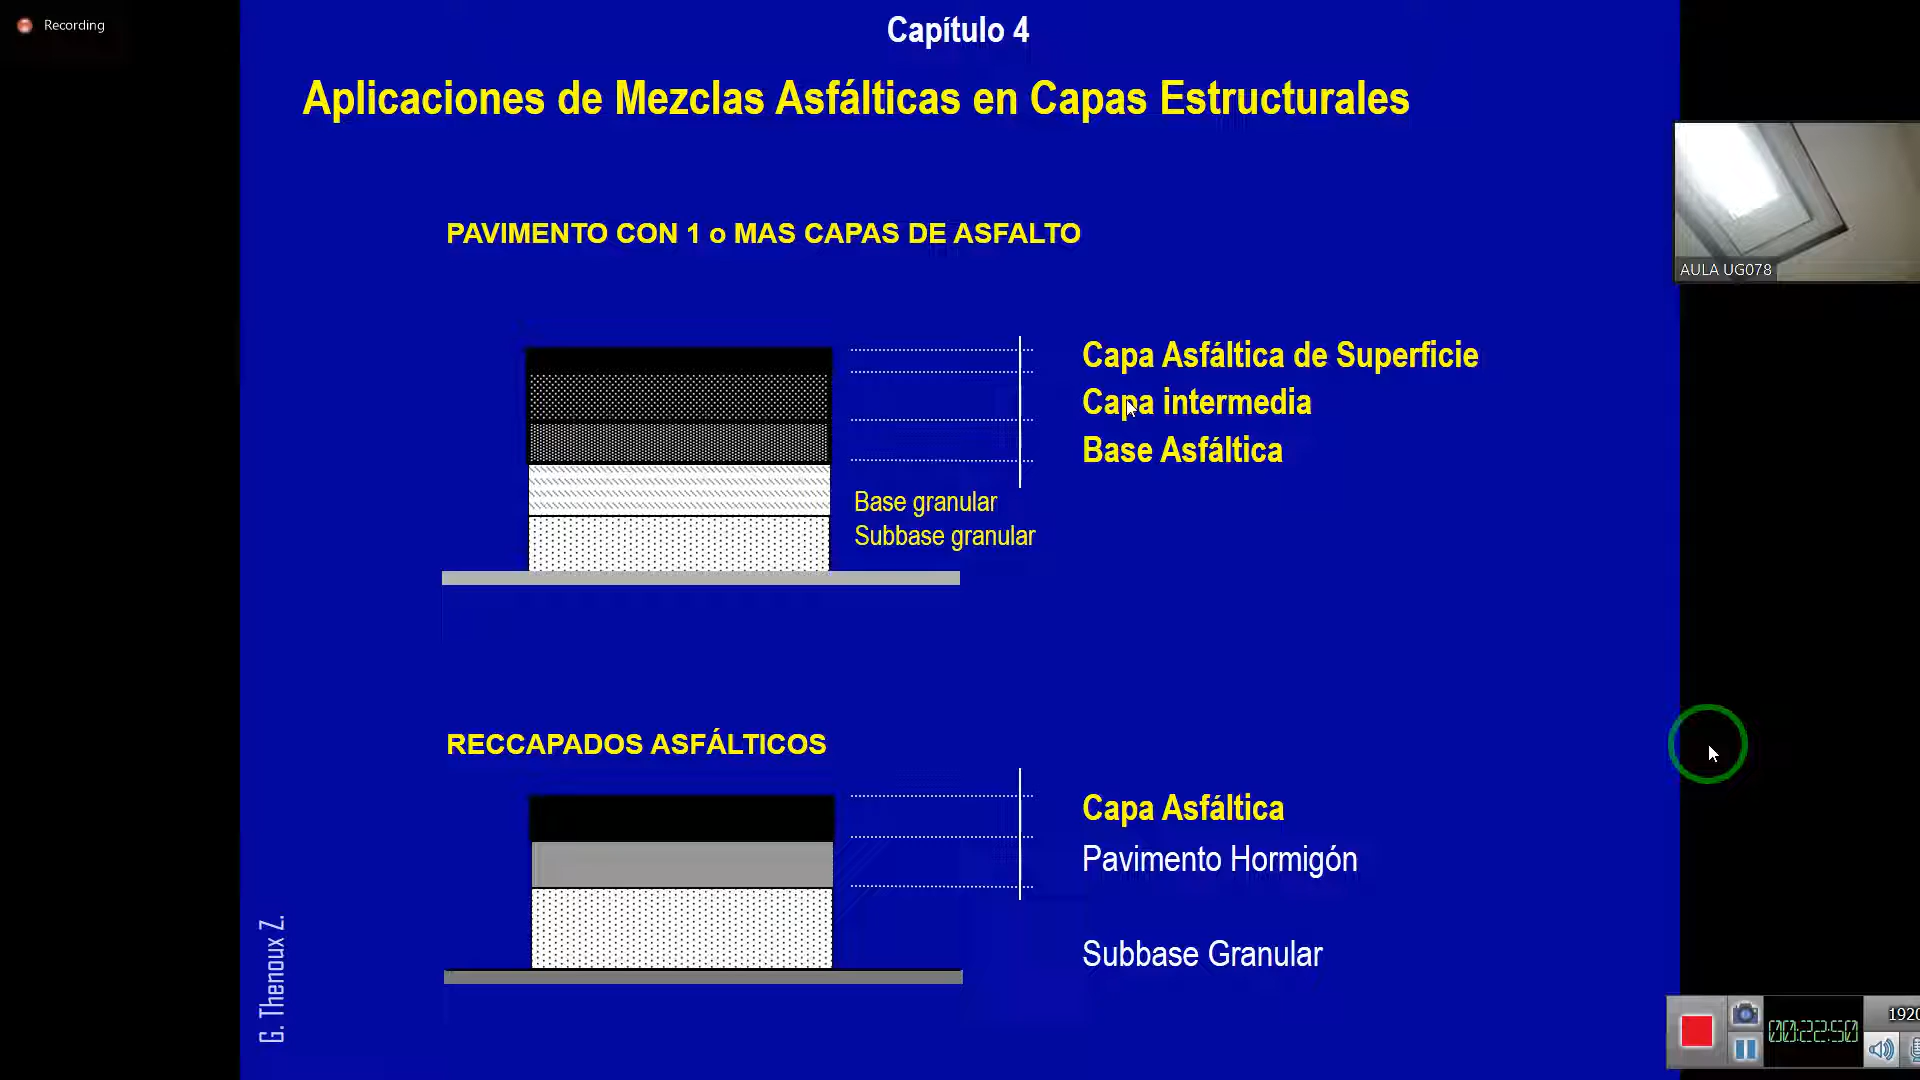 Recording
Capítulo 4
Aplicaciones de Mezclas Asfálticas en Capas Estructurales
PAVIMENTO CON 1 o MAS CAPAS DE ASFALTO
AULA UG078
Capa Asfáltica de Superficie
Capa intermedia
Base Asfáltica
Base granular
Subbase granular
RECCAPADOS ASFÁLTICOS
Capa Asfáltica
Pavimento Hormigón
Subbase Granular
G. Thenoux Z.
00:22:50
1920